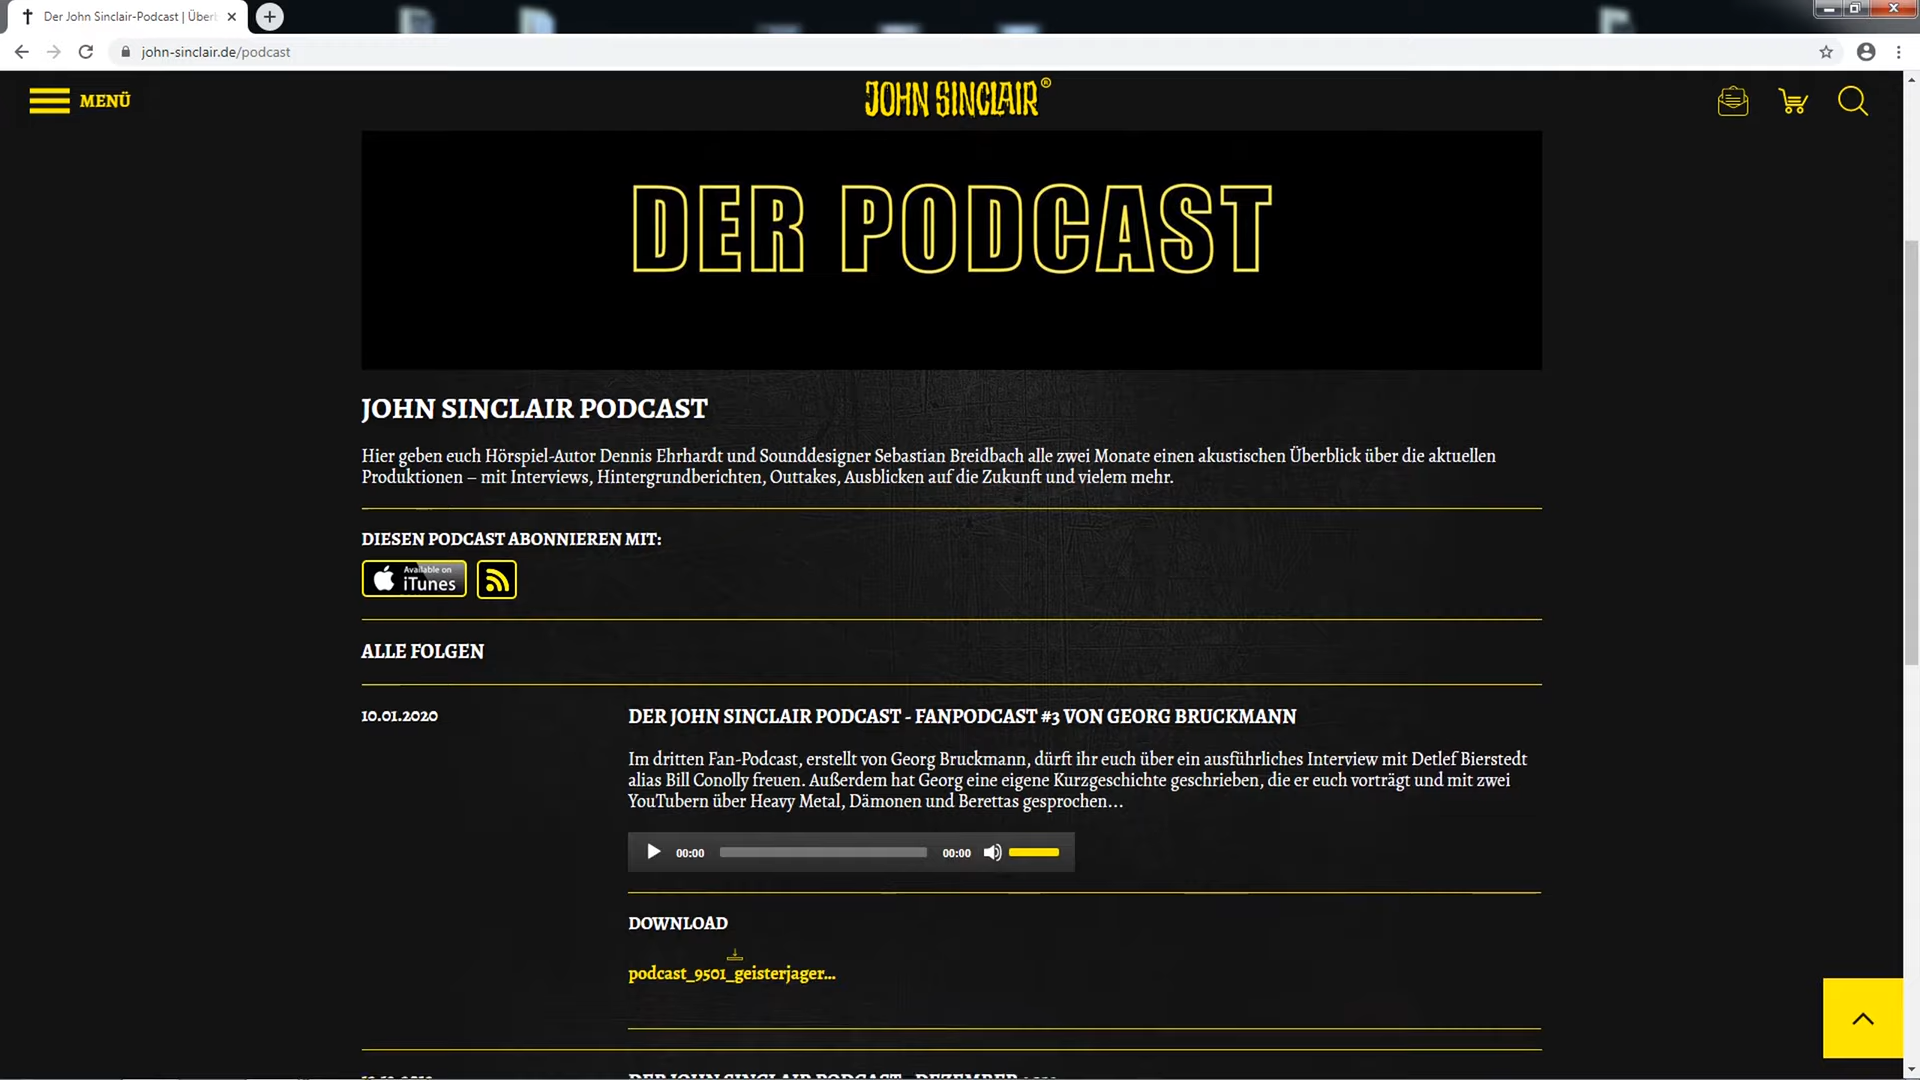 Der John Sinclair-Podcast | Über
john-sinclair.de/podcast
MENÜ
JOHN SINCLAIR®
DER PODCAST
JOHN SINCLAIR PODCAST
Hier geben euch Hörspiel-Autor Dennis Ehrhardt und Sounddesigner Sebastian Breidbach alle zwei Monate einen akustischen Überblick über die aktuellen
Produktionen – mit Interviews, Hintergrundberichten, Outtakes, Ausblicken auf die Zukunft und vielem mehr.
DIESEN PODCAST ABONNIEREN MIT:
Available on
iTunes
ALLE FOLGEN
10.01.2020
DER JOHN SINCLAIR PODCAST - FANPODCAST #3 VON GEORG BRUCKMANN
Im dritten Fan-Podcast, erstellt von Georg Bruckmann, dürft ihr euch über ein ausführliches Interview mit Detlef Bierstedt
alias Bill Conolly freuen. Außerdem hat Georg eine eigene Kurzgeschichte geschrieben, die er euch vorträgt und mit zwei
YouTubern über Heavy Metal, Dämonen und Berettas gesprochen...
00:00 00:00
DOWNLOAD
podcast_9501_geisterjager...
DER JOHN SINCLAIR PODCAST - DEZEMBER